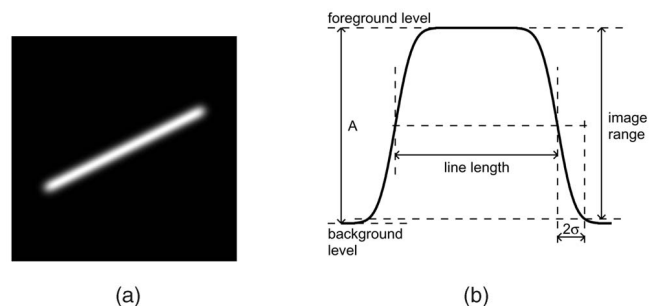 foreground level
A
image
range
line length
background
level
2σ
(a)
(b)